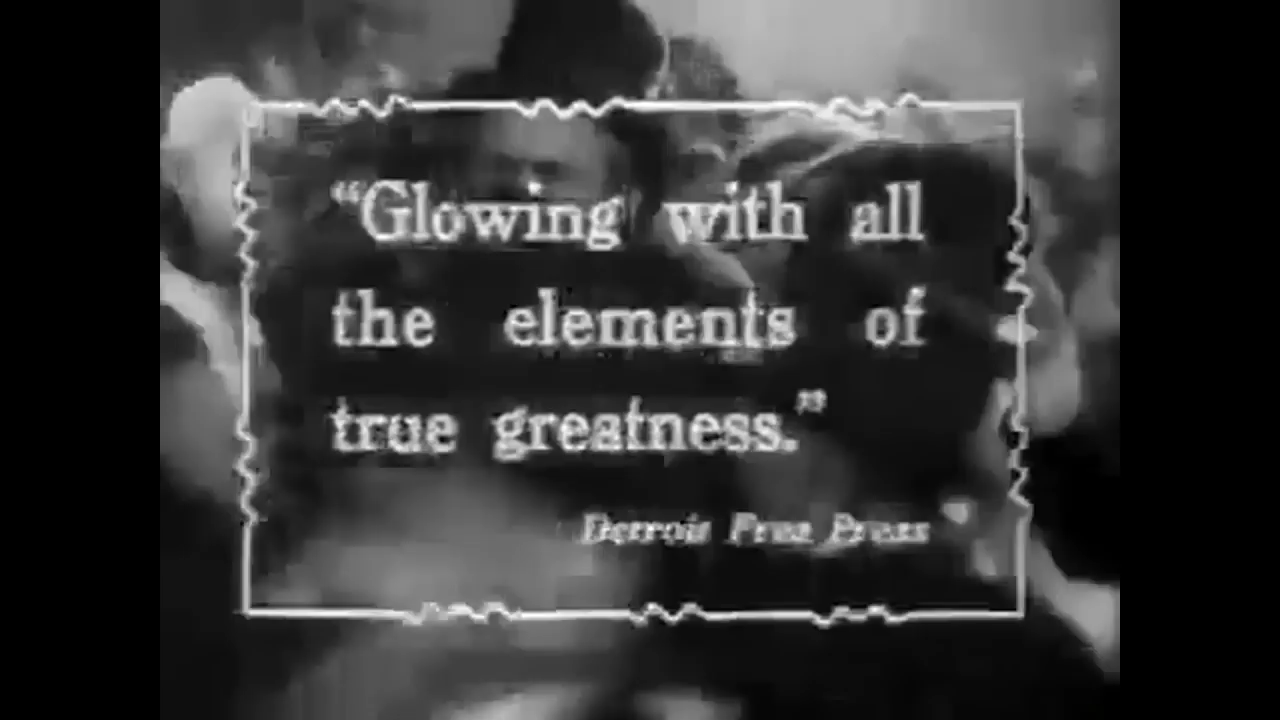 “Glowing with all
the elements of
true greatness.”
Detroit Free Press